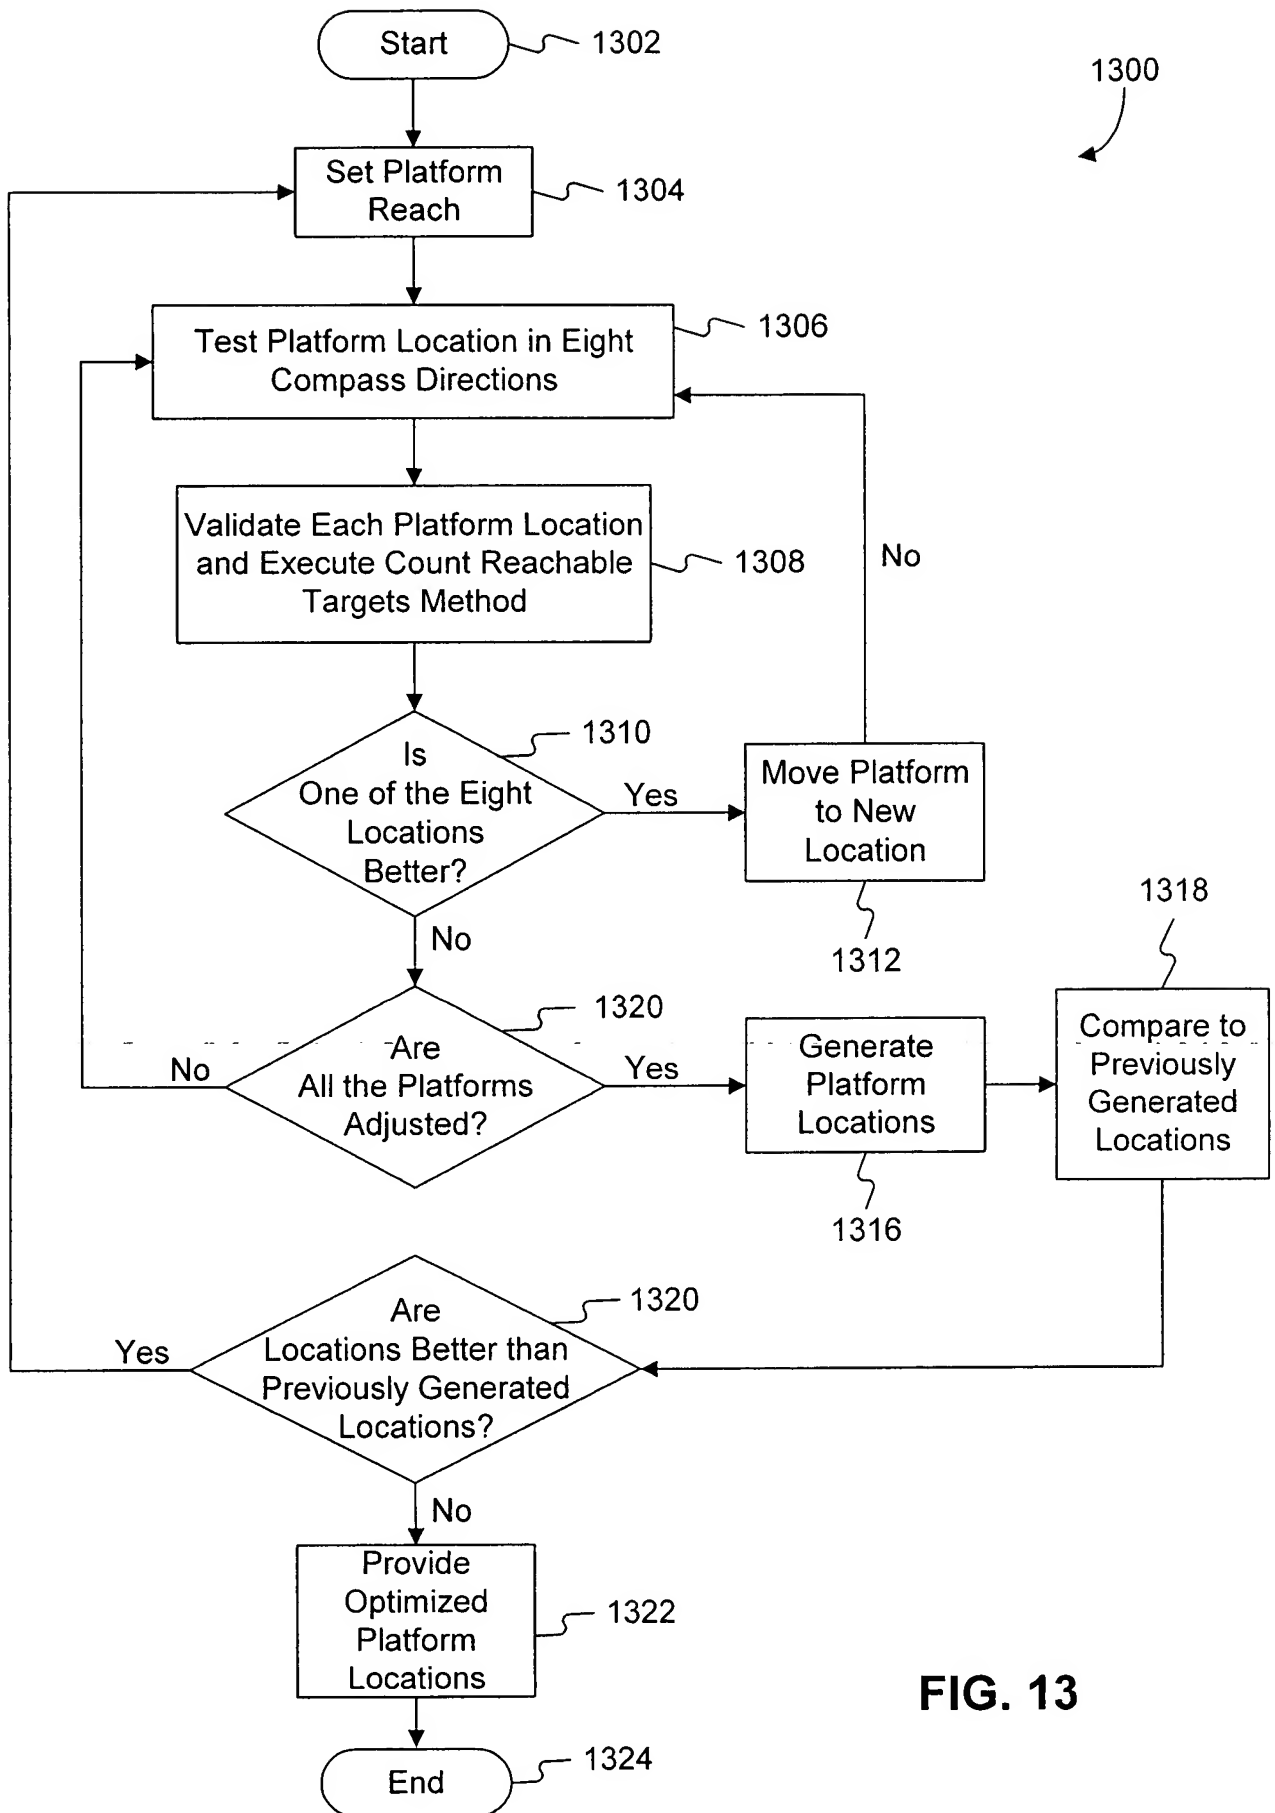 Start
1302
1300
Set Platform
Reach
1304
Test Platform Location in Eight
Compass Directions
1306
Validate Each Platform Location
and Execute Count Reachable
Targets Method
1308
No
Is
One of the Eight
Locations
Better?
1310
Yes
Move Platform
to New
Location
1312
No
1318
Are
All the Platforms
Adjusted?
1320
No
Yes
Generate
Platform
Locations
1316
Compare to
Previously
Generated
Locations
Are
Locations Better than
Previously Generated
Locations?
1320
Yes
No
Provide
Optimized
Platform
Locations
1322
End
1324
FIG. 13